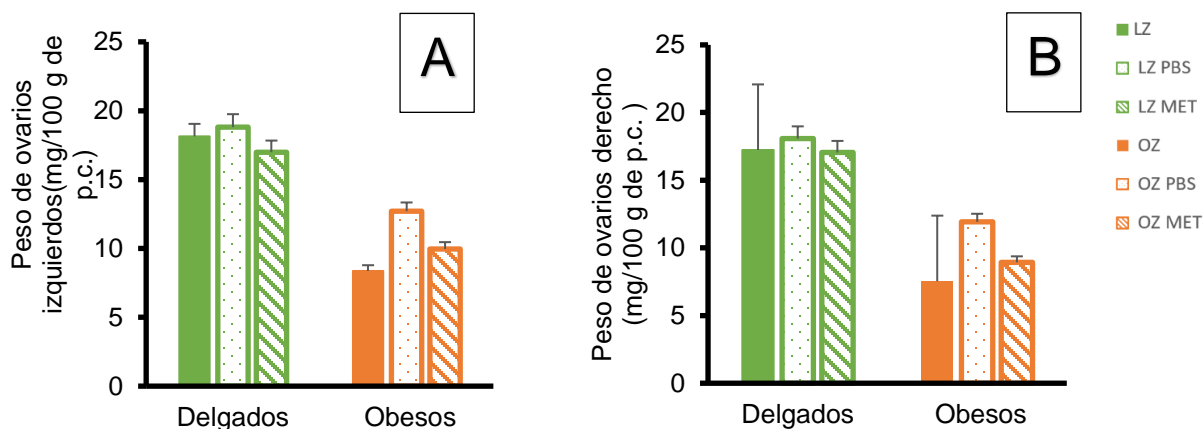 Peso de ovarios
izquierdos(mg/100 g de
p.c.)
25
20
15
10
5
0
A
Delgados
Obesos
Peso de ovarios derecho
(mg/100 g de p.c.)
25
20
15
10
5
0
B
Delgados
Obesos
LZ
LZ PBS
LZ MET
OZ
OZ PBS
OZ MET